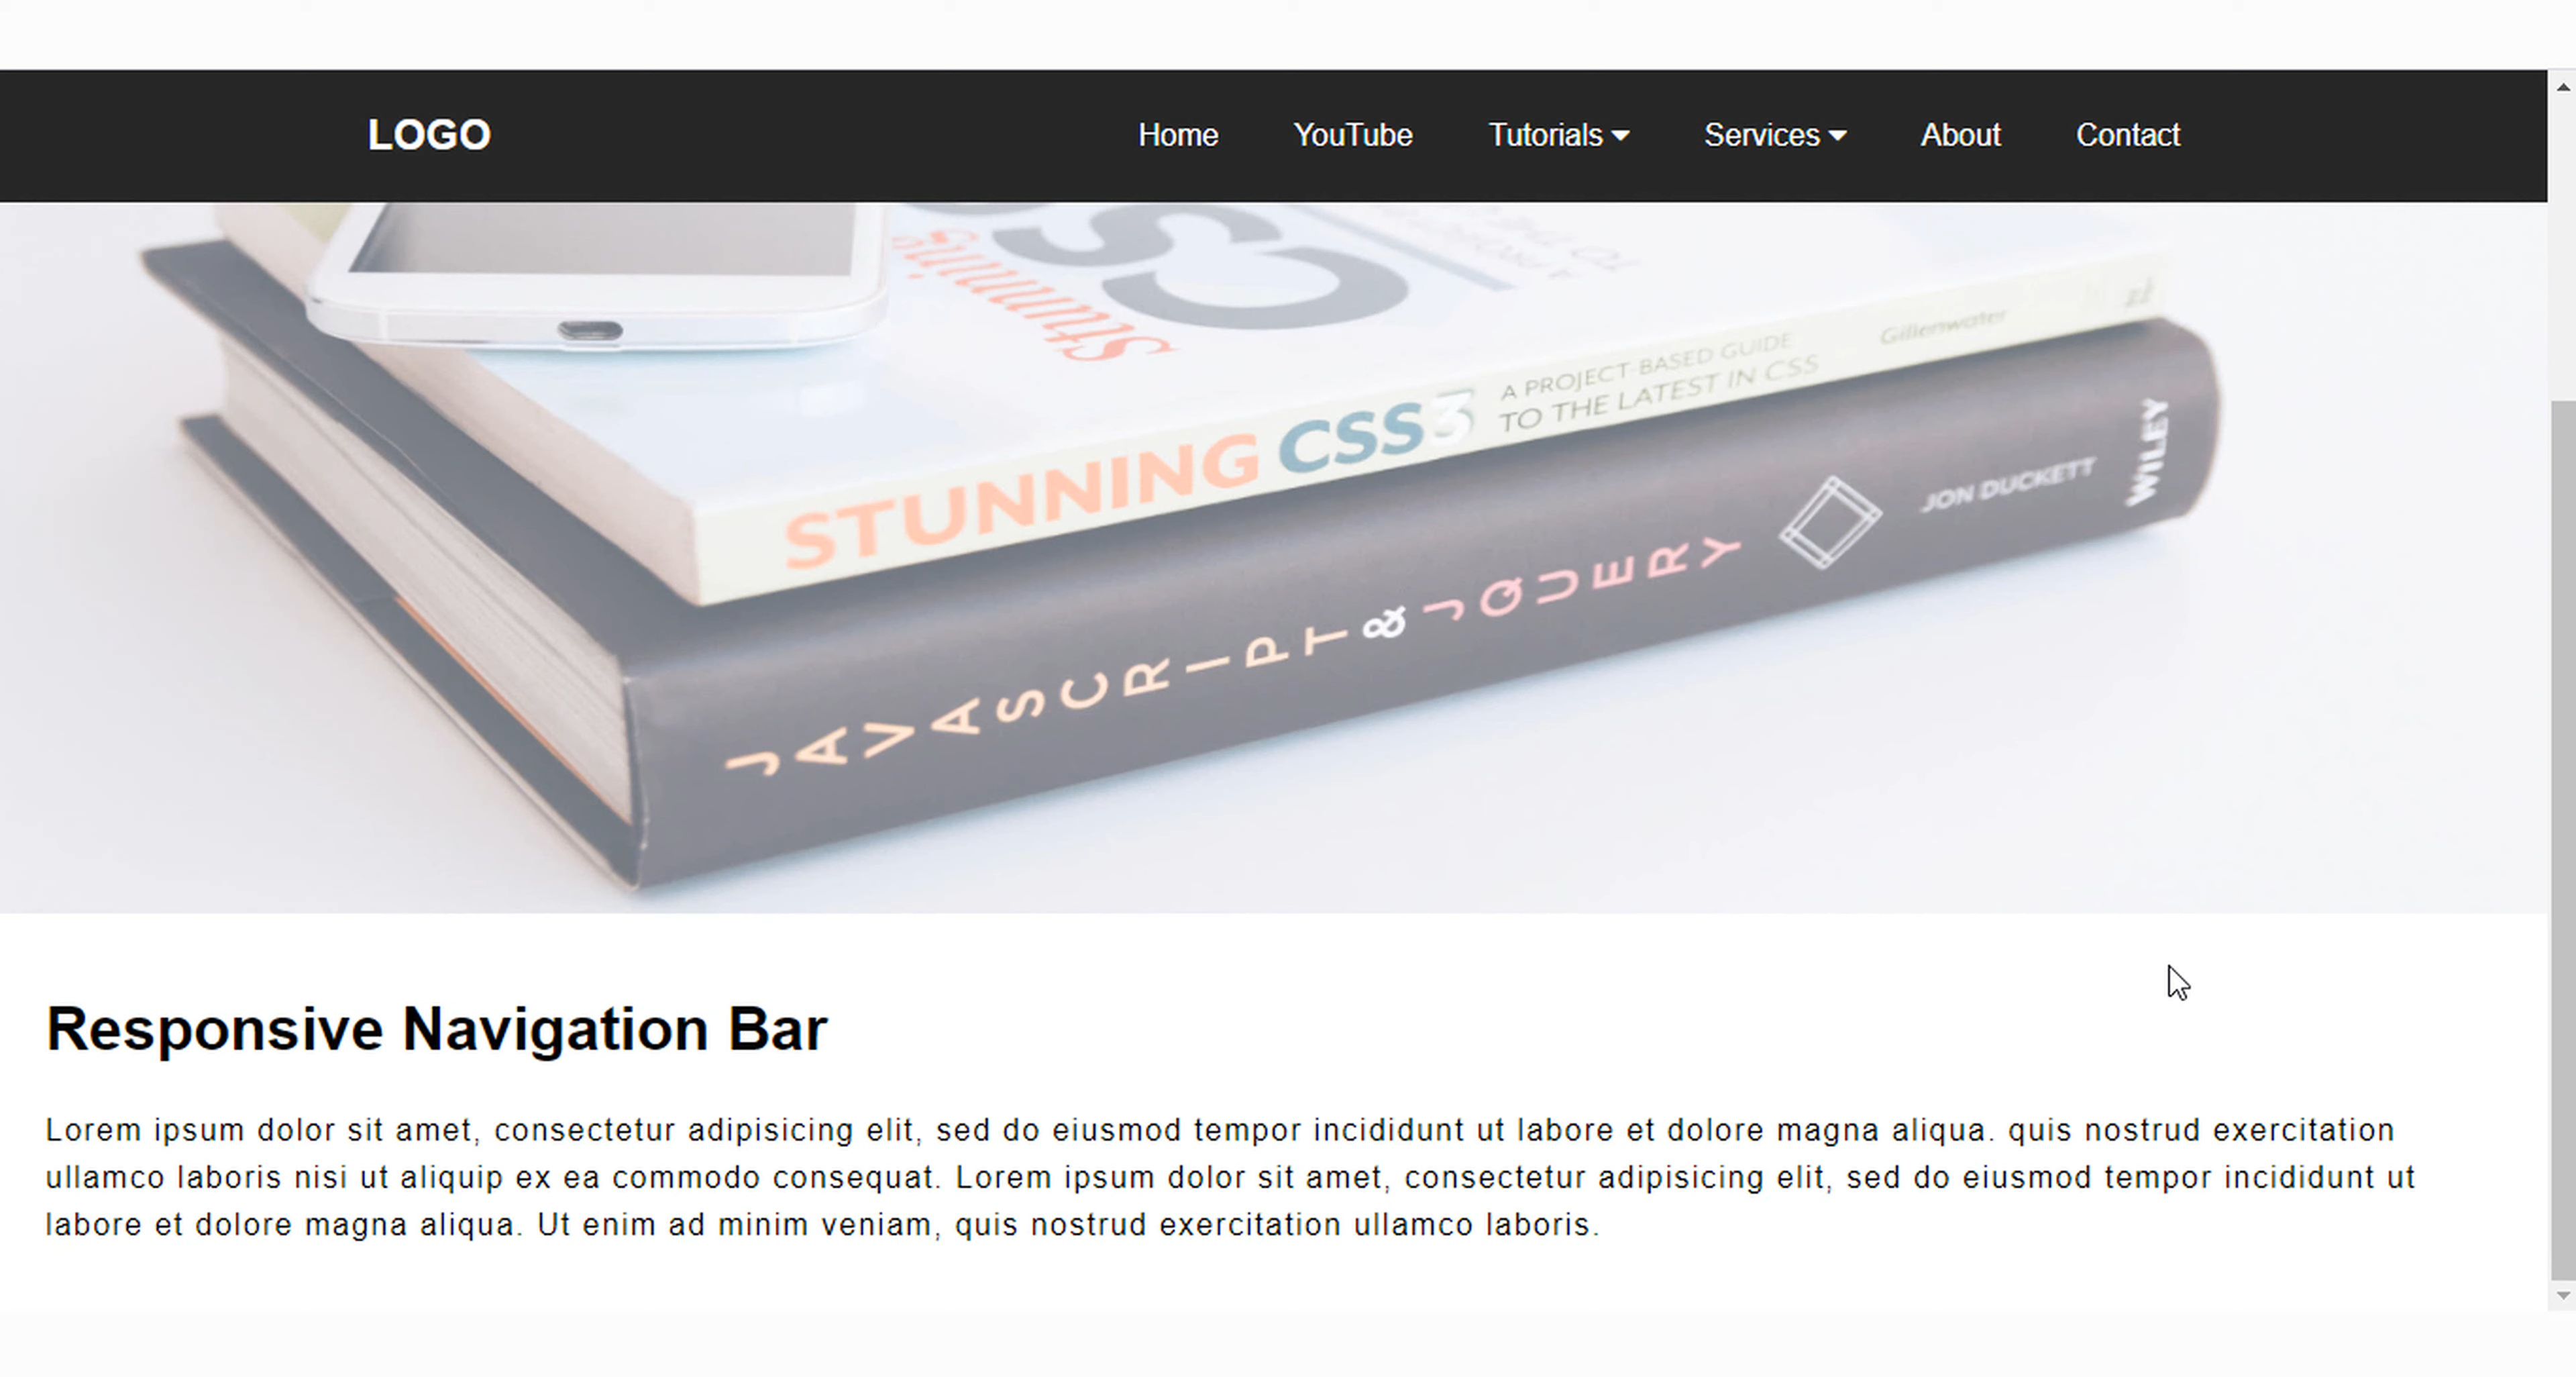 LOGO Home YouTube Tutorials Services About Contact
Stunning
CSS
STUNNING CSS3 A PROJECT-BASED GUIDE
TO THE LATEST IN CSS
Gillenwater
JAVASCRIPT & JQUERY JON DUCKETT WILEY
Responsive Navigation Bar
Lorem ipsum dolor sit amet, consectetur adipisicing elit, sed do eiusmod tempor incididunt ut labore et dolore magna aliqua. quis nostrud exercitation
ullamco laboris nisi ut aliquip ex ea commodo consequat. Lorem ipsum dolor sit amet, consectetur adipisicing elit, sed do eiusmod tempor incididunt ut
labore et dolore magna aliqua. Ut enim ad minim veniam, quis nostrud exercitation ullamco laboris.